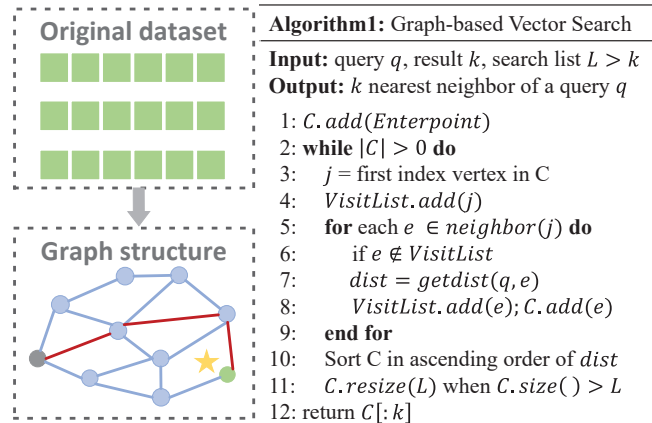 Original dataset
Graph structure
Algorithm1: Graph-based Vector Search
Input: query q, result k, search list L > k
Output: k nearest neighbor of a query q
1: C.add(Enterpoint)
2: while |C| > 0 do
3: j = first index vertex in C
4: VisitList.add(j)
5: for each e ∈ neighbor(j) do
6: if e ∉ VisitList
7: dist = getdist(q, e)
8: VisitList.add(e); C.add(e)
9: end for
10: Sort C in ascending order of dist
11: C.resize(L) when C.size( ) > L
12: return C[: k]